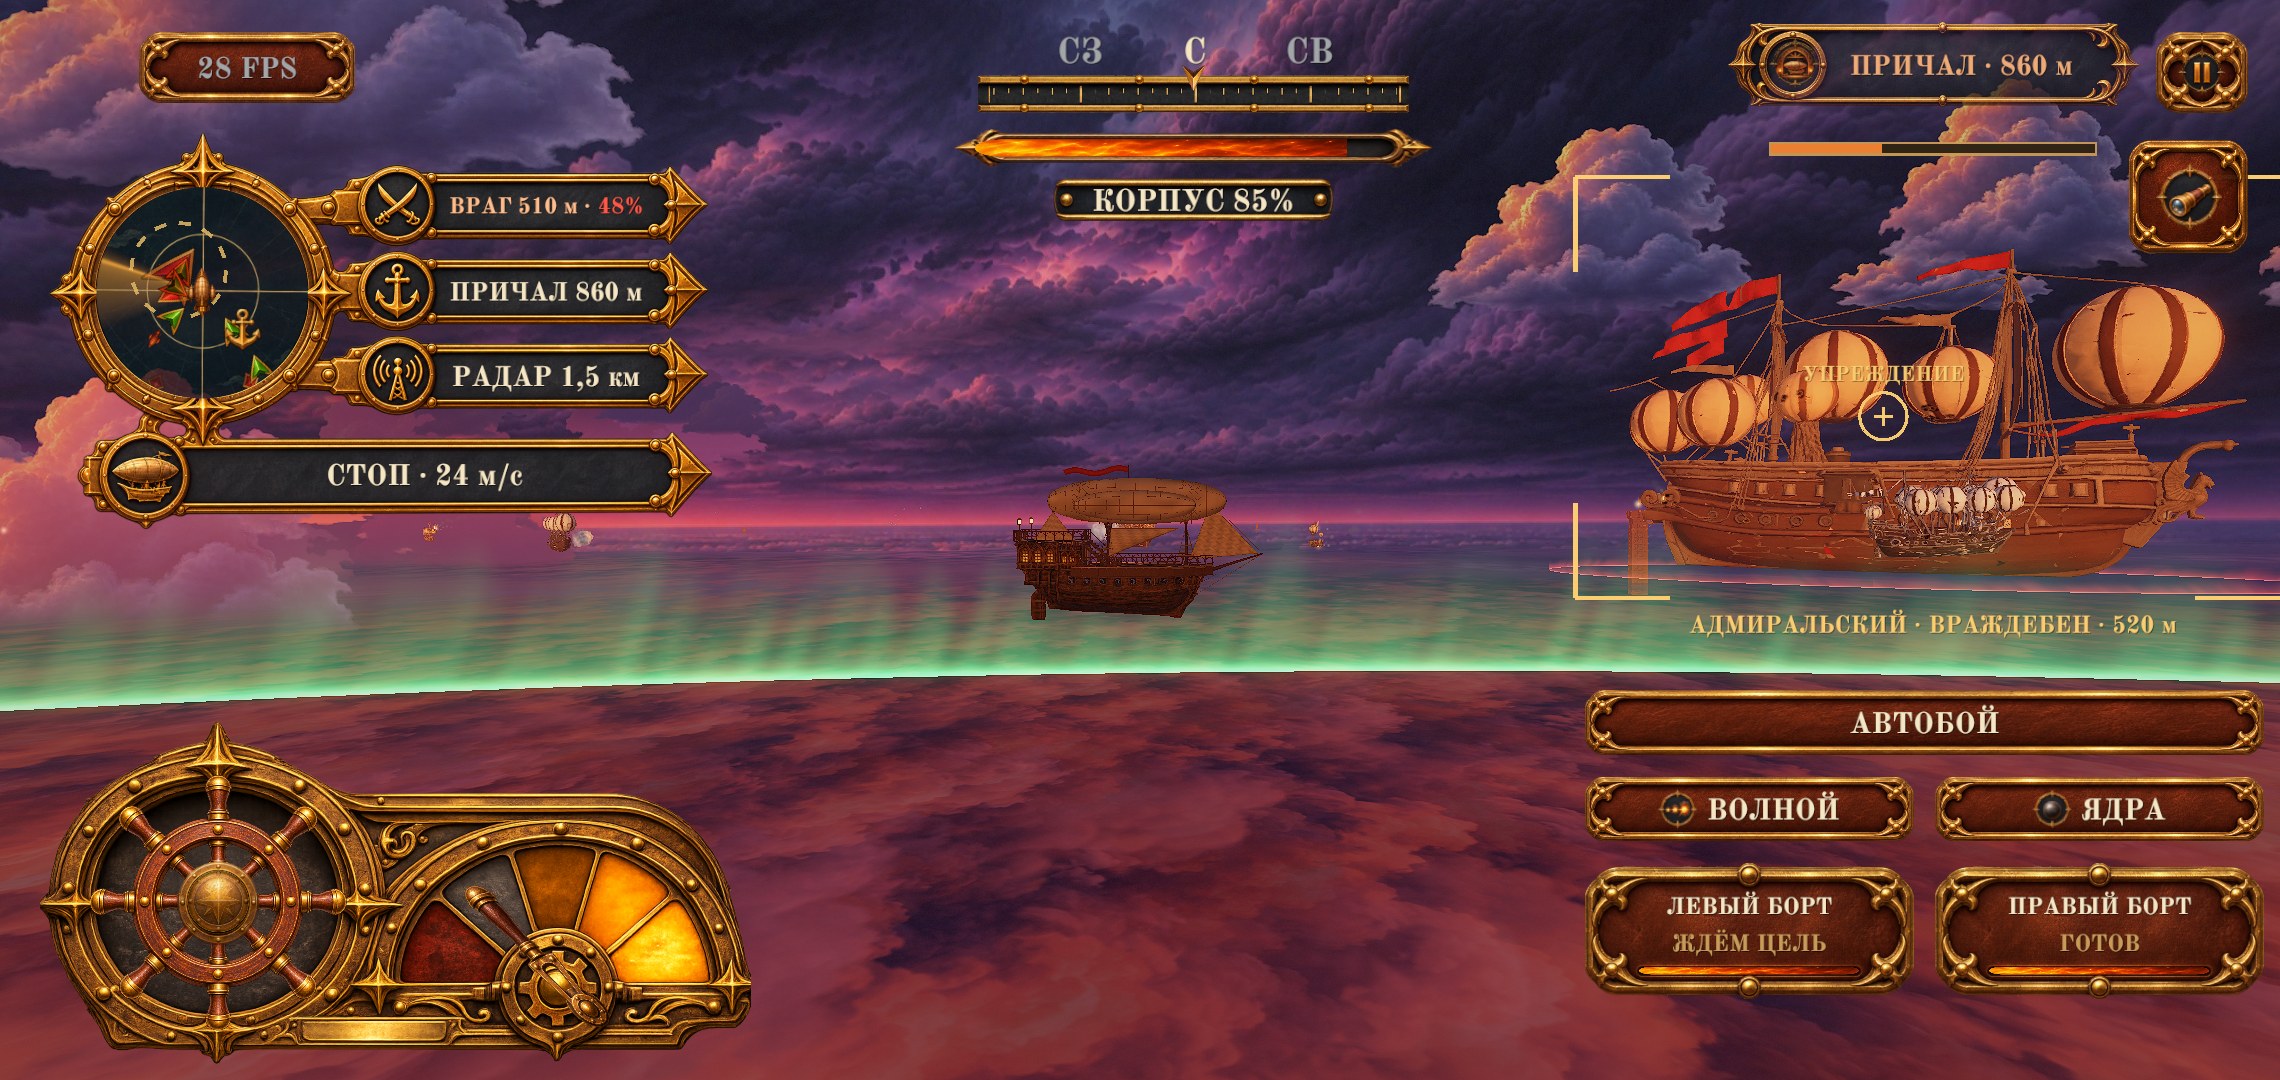 28 FPS
СЗ С СВ
ПРИЧАЛ · 860 м
КОРПУС 85%
ВРАГ 510 м · 48%
ПРИЧАЛ 860 м
РАДАР 1,5 км
СТОП · 24 м/с
УПРЕЖДЕНИЕ
АДМИРАЛЬСКИЙ · ВРАЖДЕБЕН · 520 м
АВТОБОЙ
ВОЛНОЙ
ЯДРА
ЛЕВЫЙ БОРТ
ЖДЁМ ЦЕЛЬ
ПРАВЫЙ БОРТ
ГОТОВ